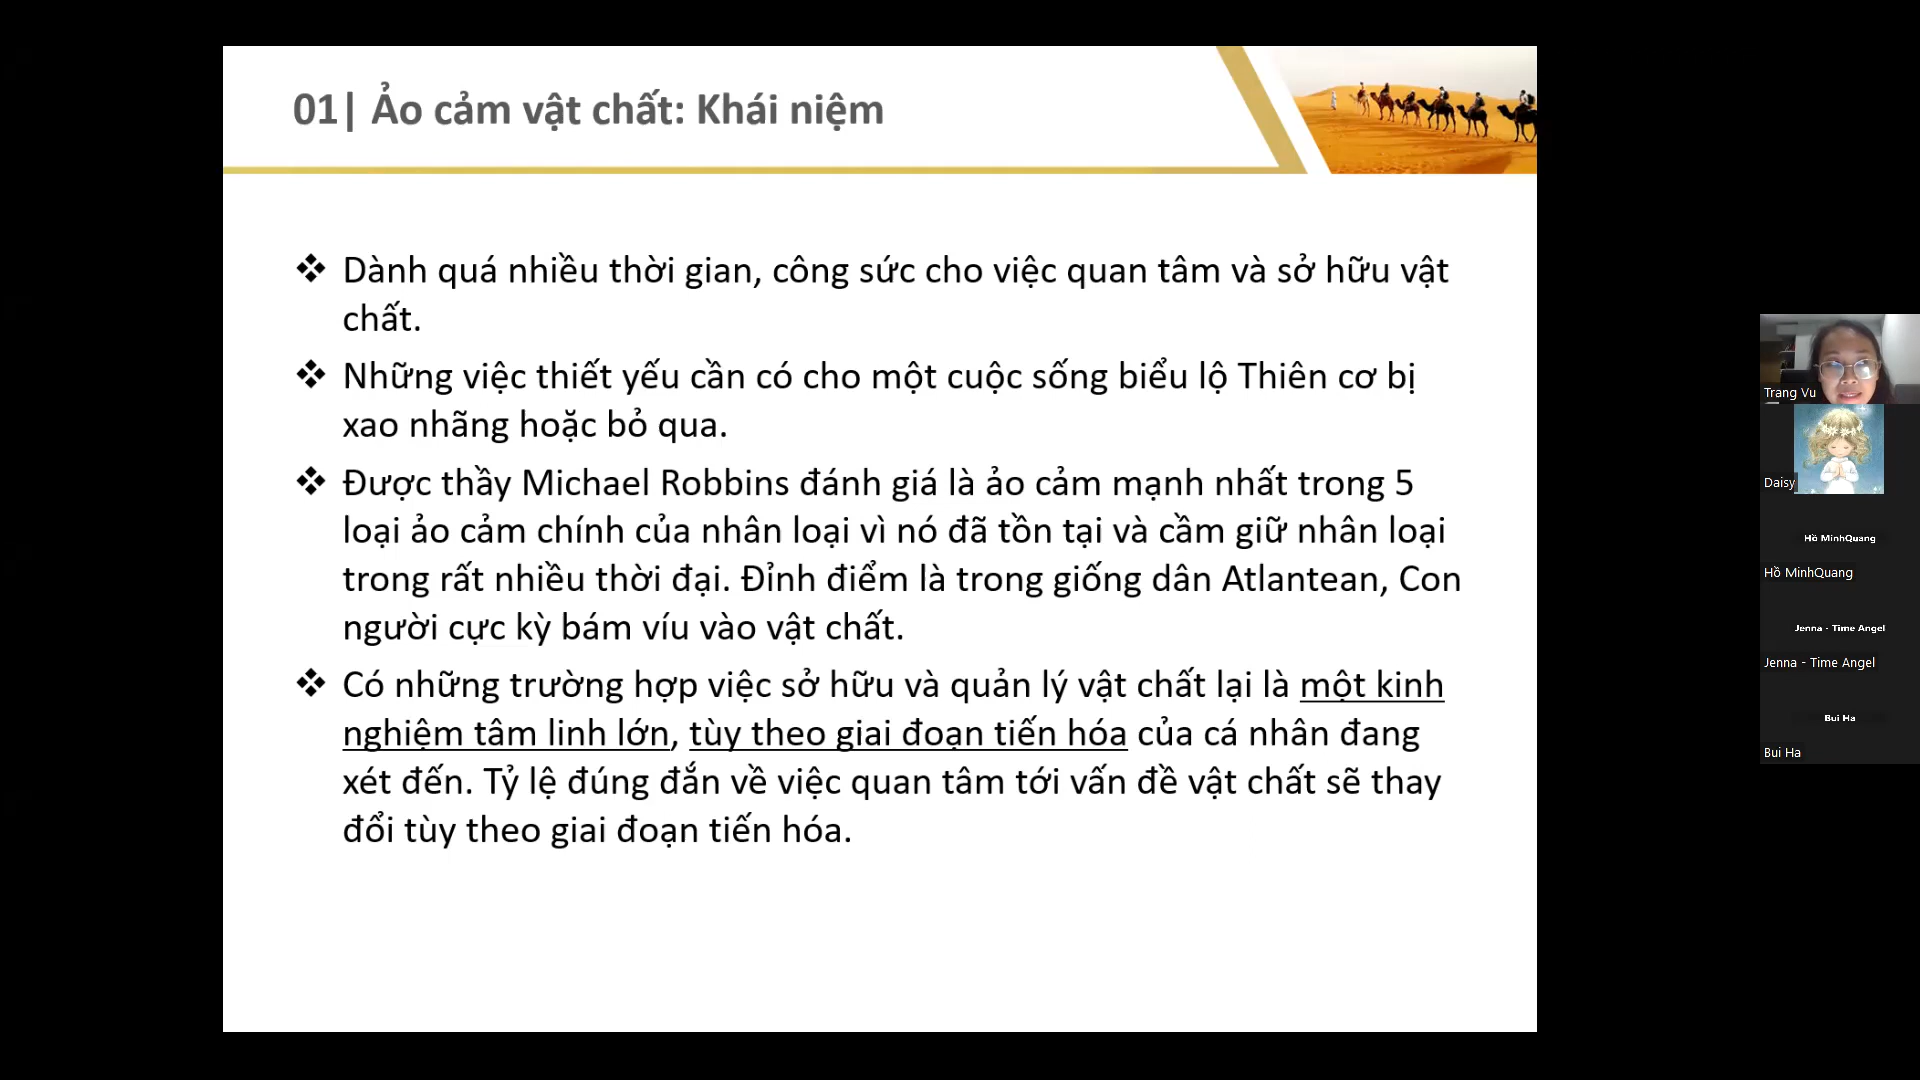 01| Ảo cảm vật chất: Khái niệm
❖ Dành quá nhiều thời gian, công sức cho việc quan tâm và sở hữu vật
chất.
❖ Những việc thiết yếu cần có cho một cuộc sống biểu lộ Thiên cơ bị
xao nhãng hoặc bỏ qua.
❖ Được thầy Michael Robbins đánh giá là ảo cảm mạnh nhất trong 5
loại ảo cảm chính của nhân loại vì nó đã tồn tại và cầm giữ nhân loại
trong rất nhiều thời đại. Đỉnh điểm là trong giống dân Atlantean, Con
người cực kỳ bám víu vào vật chất.
❖ Có những trường hợp việc sở hữu và quản lý vật chất lại là một kinh
nghiệm tâm linh lớn, tùy theo giai đoạn tiến hóa của cá nhân đang
xét đến. Tỷ lệ đúng đắn về việc quan tâm tới vấn đề vật chất sẽ thay
đổi tùy theo giai đoạn tiến hóa.
Trang Vu
Daisy
Hồ MinhQuang
Hồ MinhQuang
Jenna - Time Angel
Jenna - Time Angel
Bui Ha
Bui Ha